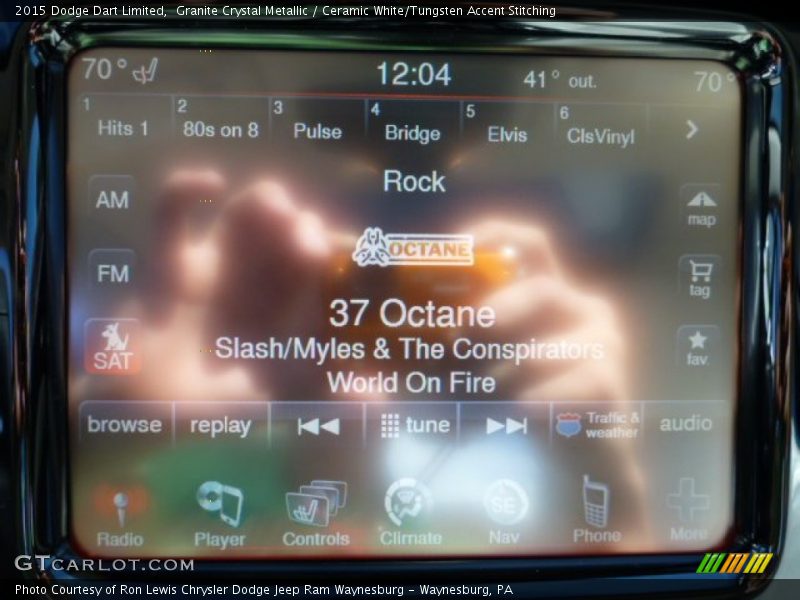 2015 Dodge Dart Limited,  Granite Crystal Metallic / Ceramic White/Tungsten Accent Stitching
70° 12:04 41° out. 70°
1 Hits 1 2 80s on 8 3 Pulse 4 Bridge 5 Elvis 6 ClsVinyl >
Rock
AM
map
OCTANE
FM
tag
37 Octane
SAT
Slash/Myles & The Conspirators
fav
World On Fire
browse replay tune Traffic & weather audio
SE
Radio Player Controls Climate Nav Phone More
GTCARLOT.COM
Photo Courtesy of Ron Lewis Chrysler Dodge Jeep Ram Waynesburg - Waynesburg, PA